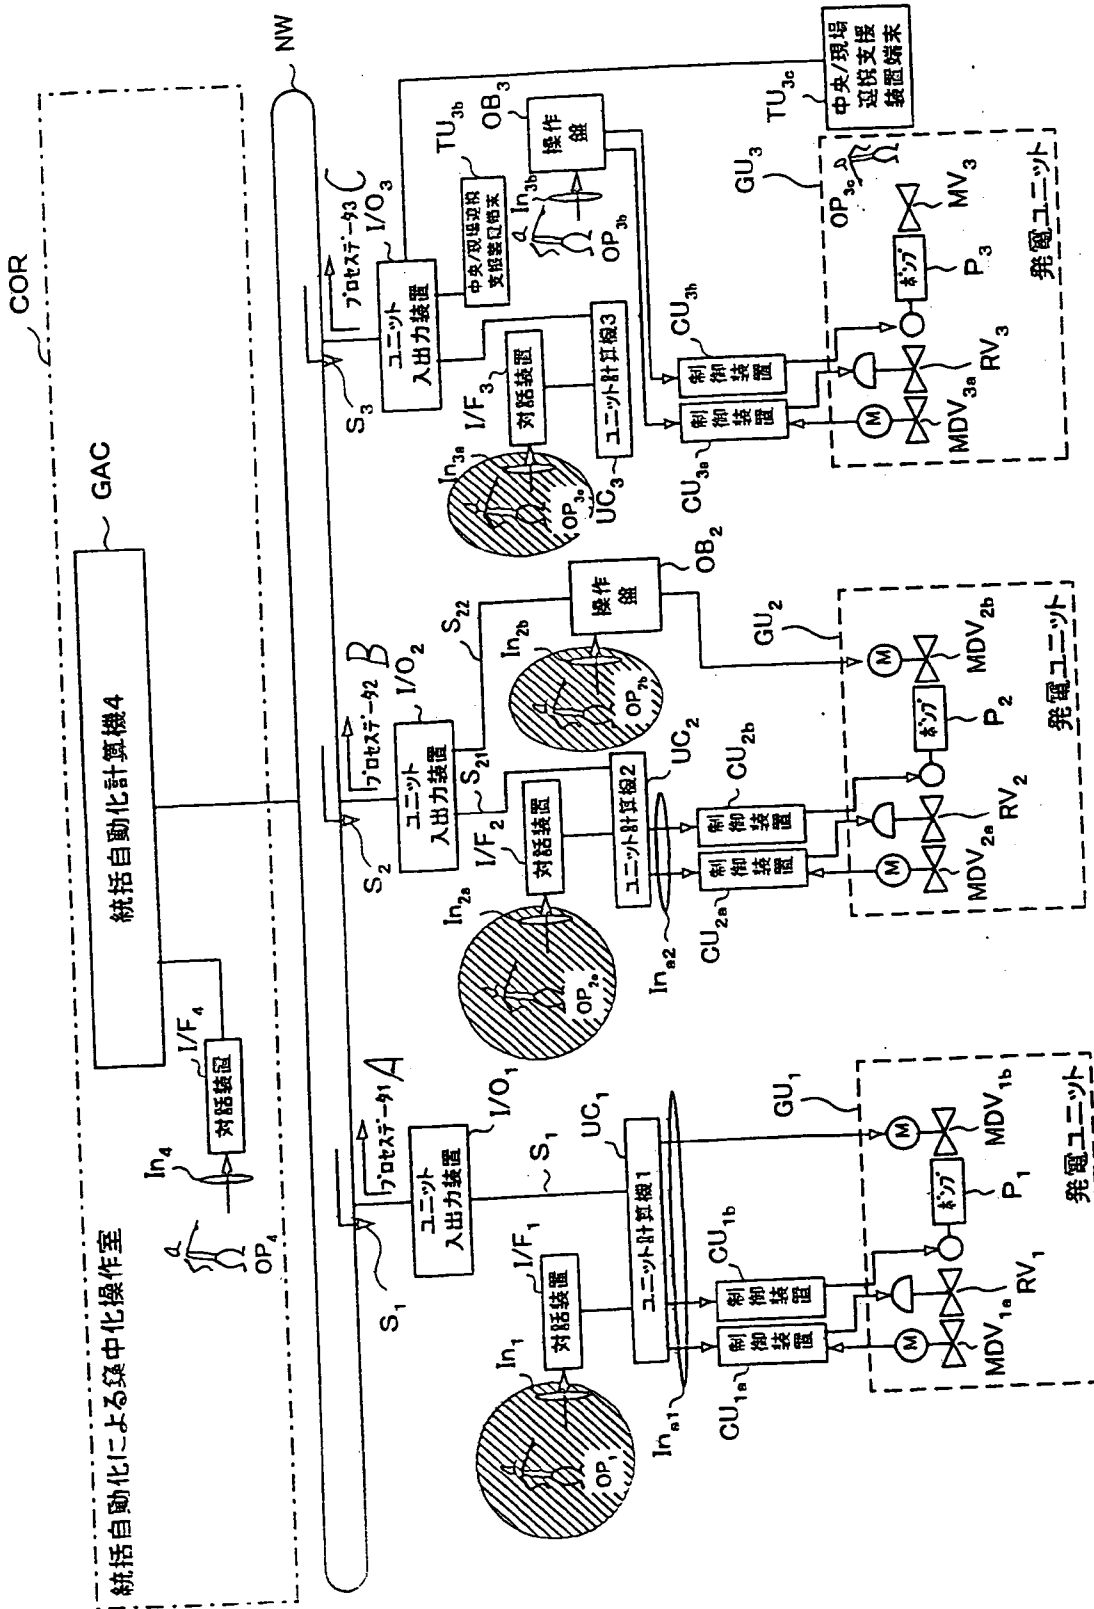 統括自動化による集中化操作室
COR
統括自動化計算機4
GAC
I/F4
対話装置
In4
OP4
NW
S1
プロセスデータ1
A
ユニット
入出力装置
I/O1
S1
I/F1
対話装置
In1
OP1
UC1
ユニット計算機1
Ina1
CU1a
制御装置
CU1b
制御装置
GU1
M
MDV1a
RV1
ポンプ
P1
M
MDV1b
発電ユニット
S2
プロセスデータ2
B
ユニット
入出力装置
I/O2
S21
S22
I/F2
対話装置
In2a
OP2a
ユニット計算機2
UC2
In2b
OP2b
操作
盤
OB2
Ina2
CU2a
制御装置
CU2b
制御装置
GU2
M
MDV2a
RV2
ポンプ
P2
M
MDV2b
発電ユニット
S3
プロセスデータ3
C
ユニット
入出力装置
I/O3
I/F3
対話装置
In3a
OP3a
UC3
ユニット計算機3
中央/現場連携
支援装置端末
TU3b
In3b
OP3b
操作
盤
OB3
CU3a
制御装置
CU3b
制御装置
TU3c
中央/現場
連携支援
装置端末
GU3
OP3c
M
MDV3a
RV3
ポンプ
P3
MV3
発電ユニット